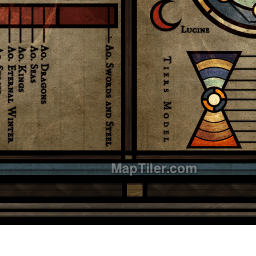 Lucine
Tiers Model
Ag. Swords and Steel
Ag. Dragons
Ag. Seas
Ag. Kings
Ag. Eternal Winter
MapTiler.com